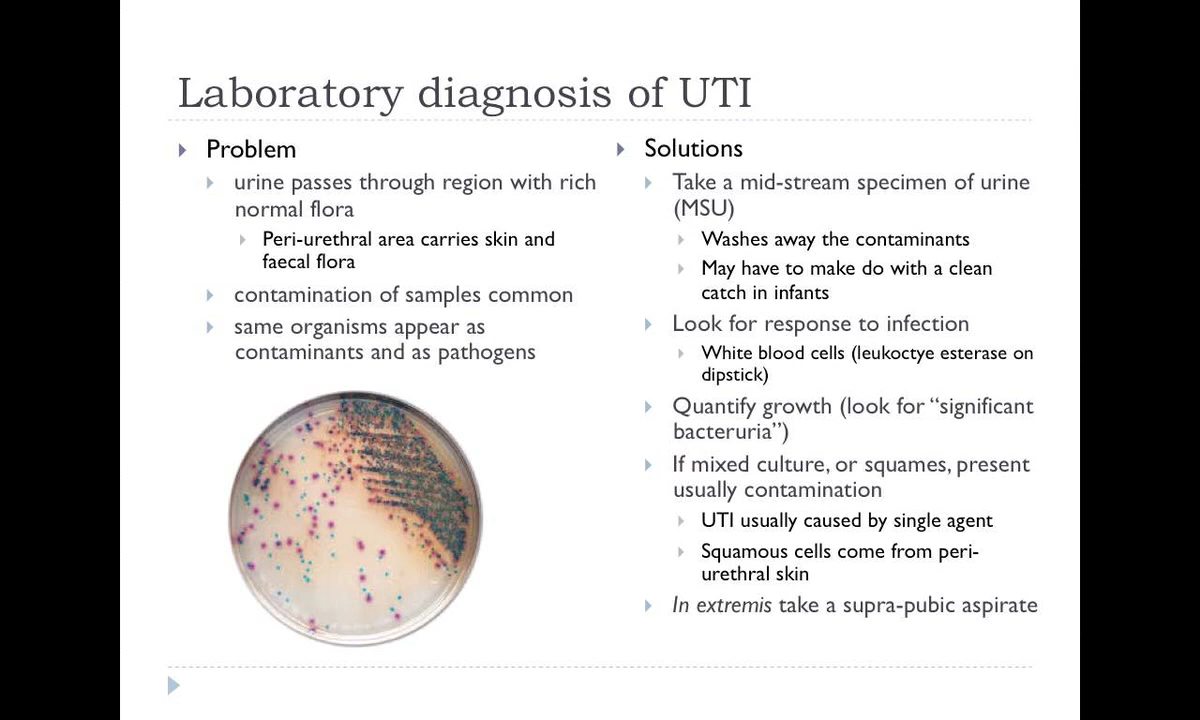 Laboratory diagnosis of UTI
Problem
urine passes through region with rich
normal flora
Peri-urethral area carries skin and
faecal flora
contamination of samples common
same organisms appear as
contaminants and as pathogens
Solutions
Take a mid-stream specimen of urine
(MSU)
Washes away the contaminants
May have to make do with a clean
catch in infants
Look for response to infection
White blood cells (leukoctye esterase on
dipstick)
Quantify growth (look for “significant
bacteruria”)
If mixed culture, or squames, present
usually contamination
UTI usually caused by single agent
Squamous cells come from peri-
urethral skin
In extremis take a supra-pubic aspirate